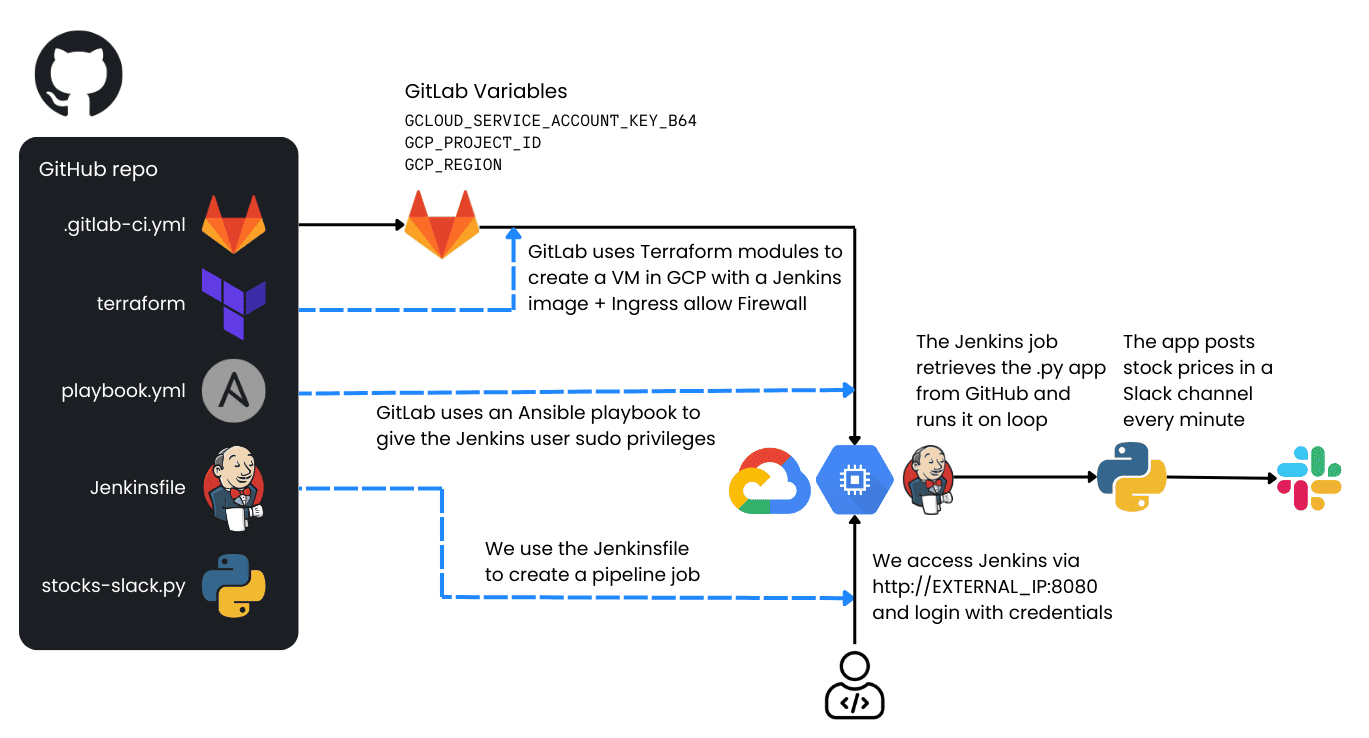 GitLab Variables
GCLOUD_SERVICE_ACCOUNT_KEY_B64
GCP_PROJECT_ID
GCP_REGION
GitHub repo
.gitlab-ci.yml
terraform
playbook.yml
Jenkinsfile
stocks-slack.py
GitLab uses Terraform modules to
create a VM in GCP with a Jenkins
image + Ingress allow Firewall
GitLab uses an Ansible playbook to
give the Jenkins user sudo privileges
The Jenkins job
retrieves the .py app
from GitHub and
runs it on loop
The app posts
stock prices in a
Slack channel
every minute
We use the Jenkinsfile
to create a pipeline job
We access Jenkins via
http://EXTERNAL_IP:8080
and login with credentials